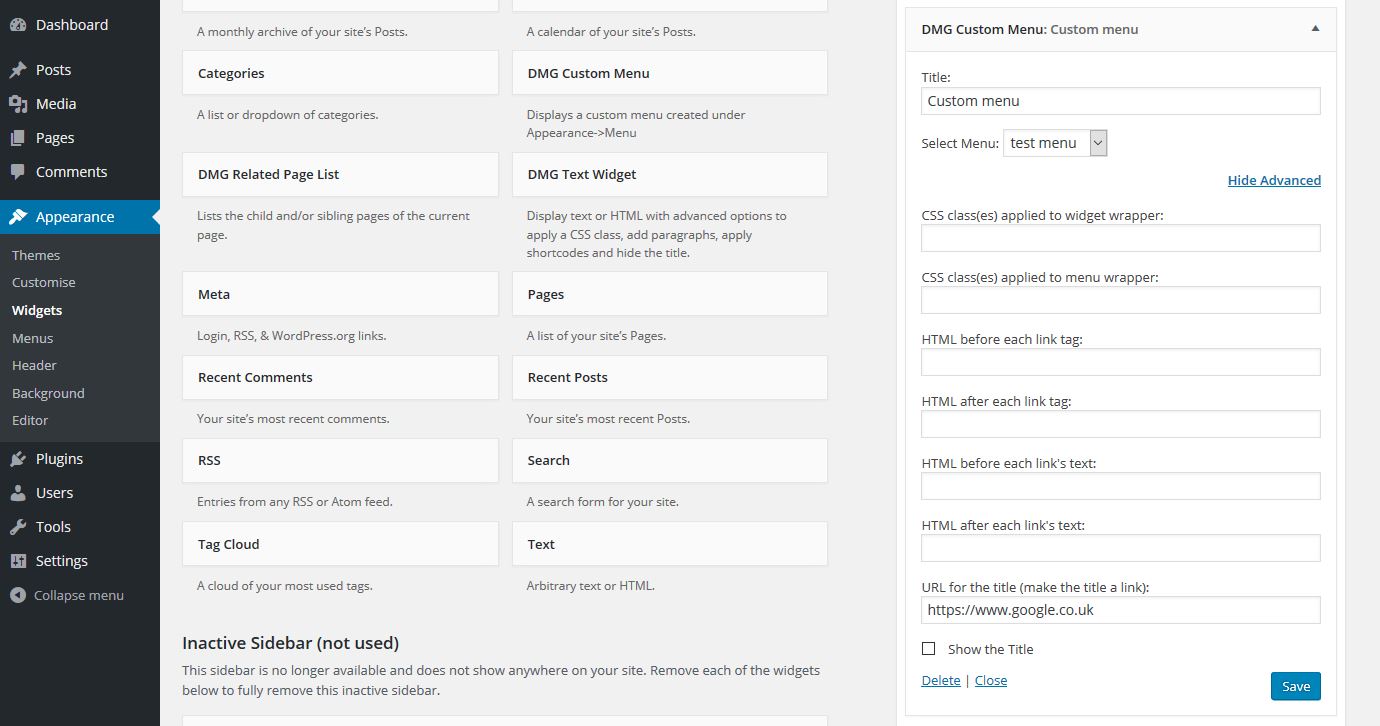 Dashboard
Posts
Media
Pages
Comments
Appearance
Themes
Customise
Widgets
Menus
Header
Background
Editor
Plugins
Users
Tools
Settings
Collapse menu
A monthly archive of your site's Posts.
A calendar of your site's Posts.
Categories
DMG Custom Menu
A list or dropdown of categories.
Displays a custom menu created under
Appearance->Menu
DMG Related Page List
DMG Text Widget
Lists the child and/or sibling pages of the current
page.
Display text or HTML with advanced options to
apply a CSS class, add paragraphs, apply
shortcodes and hide the title.
Meta
Pages
Login, RSS, & WordPress.org links.
A list of your site's Pages.
Recent Comments
Recent Posts
Your site's most recent comments.
Your site's most recent Posts.
RSS
Search
Entries from any RSS or Atom feed.
A search form for your site.
Tag Cloud
Text
A cloud of your most used tags.
Arbitrary text or HTML.
Inactive Sidebar (not used)
This sidebar is no longer available and does not show anywhere on your site. Remove each of the widgets
below to fully remove this inactive sidebar.
DMG Custom Menu: Custom menu
Title:
Custom menu
Select Menu: test menu
Hide Advanced
CSS class(es) applied to widget wrapper:
CSS class(es) applied to menu wrapper:
HTML before each link tag:
HTML after each link tag:
HTML before each link's text:
HTML after each link's text:
URL for the title (make the title a link):
https://www.google.co.uk
Show the Title
Delete | Close
Save